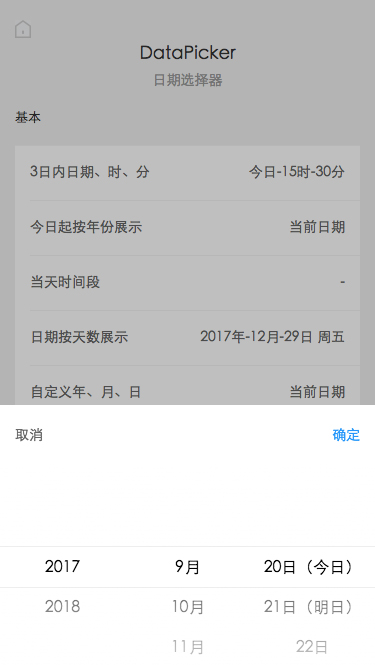 DataPicker
日期选择器
基本
3日内日期、时、分 今日-15时-30分
今日起按年份展示 当前日期
当天时间段 -
日期按天数展示 2017年-12月-29日 周五
自定义年、月、日 当前日期
取消 确定
2017 9月 20日（今日）
2018 10月 21日（明日）
11月 22日